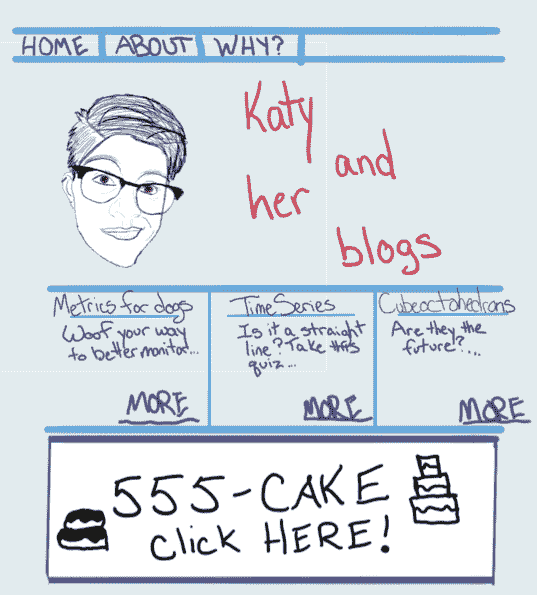 HOME ABOUT WHY?
Katy
and
her
blogs
Metrics for dogs
Woof your way
to better monitor...
MORE
Time Series
Is it a straight
line? Take this
quiz...
MORE
Cubeoctohedrons
Are they the
future?...
MORE
555-CAKE
click HERE!